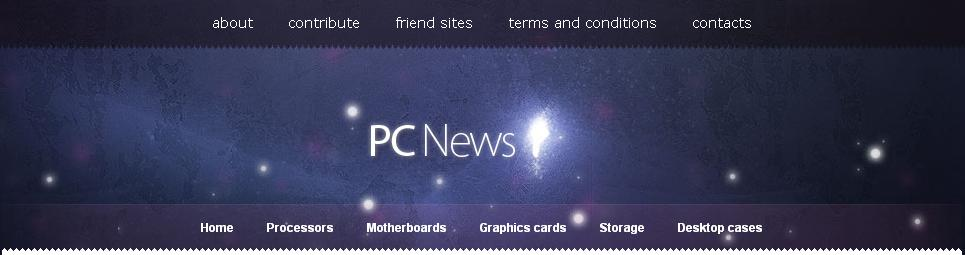 about contribute friend sites terms and conditions contacts
PC News
Home Processors Motherboards Graphics cards Storage Desktop cases